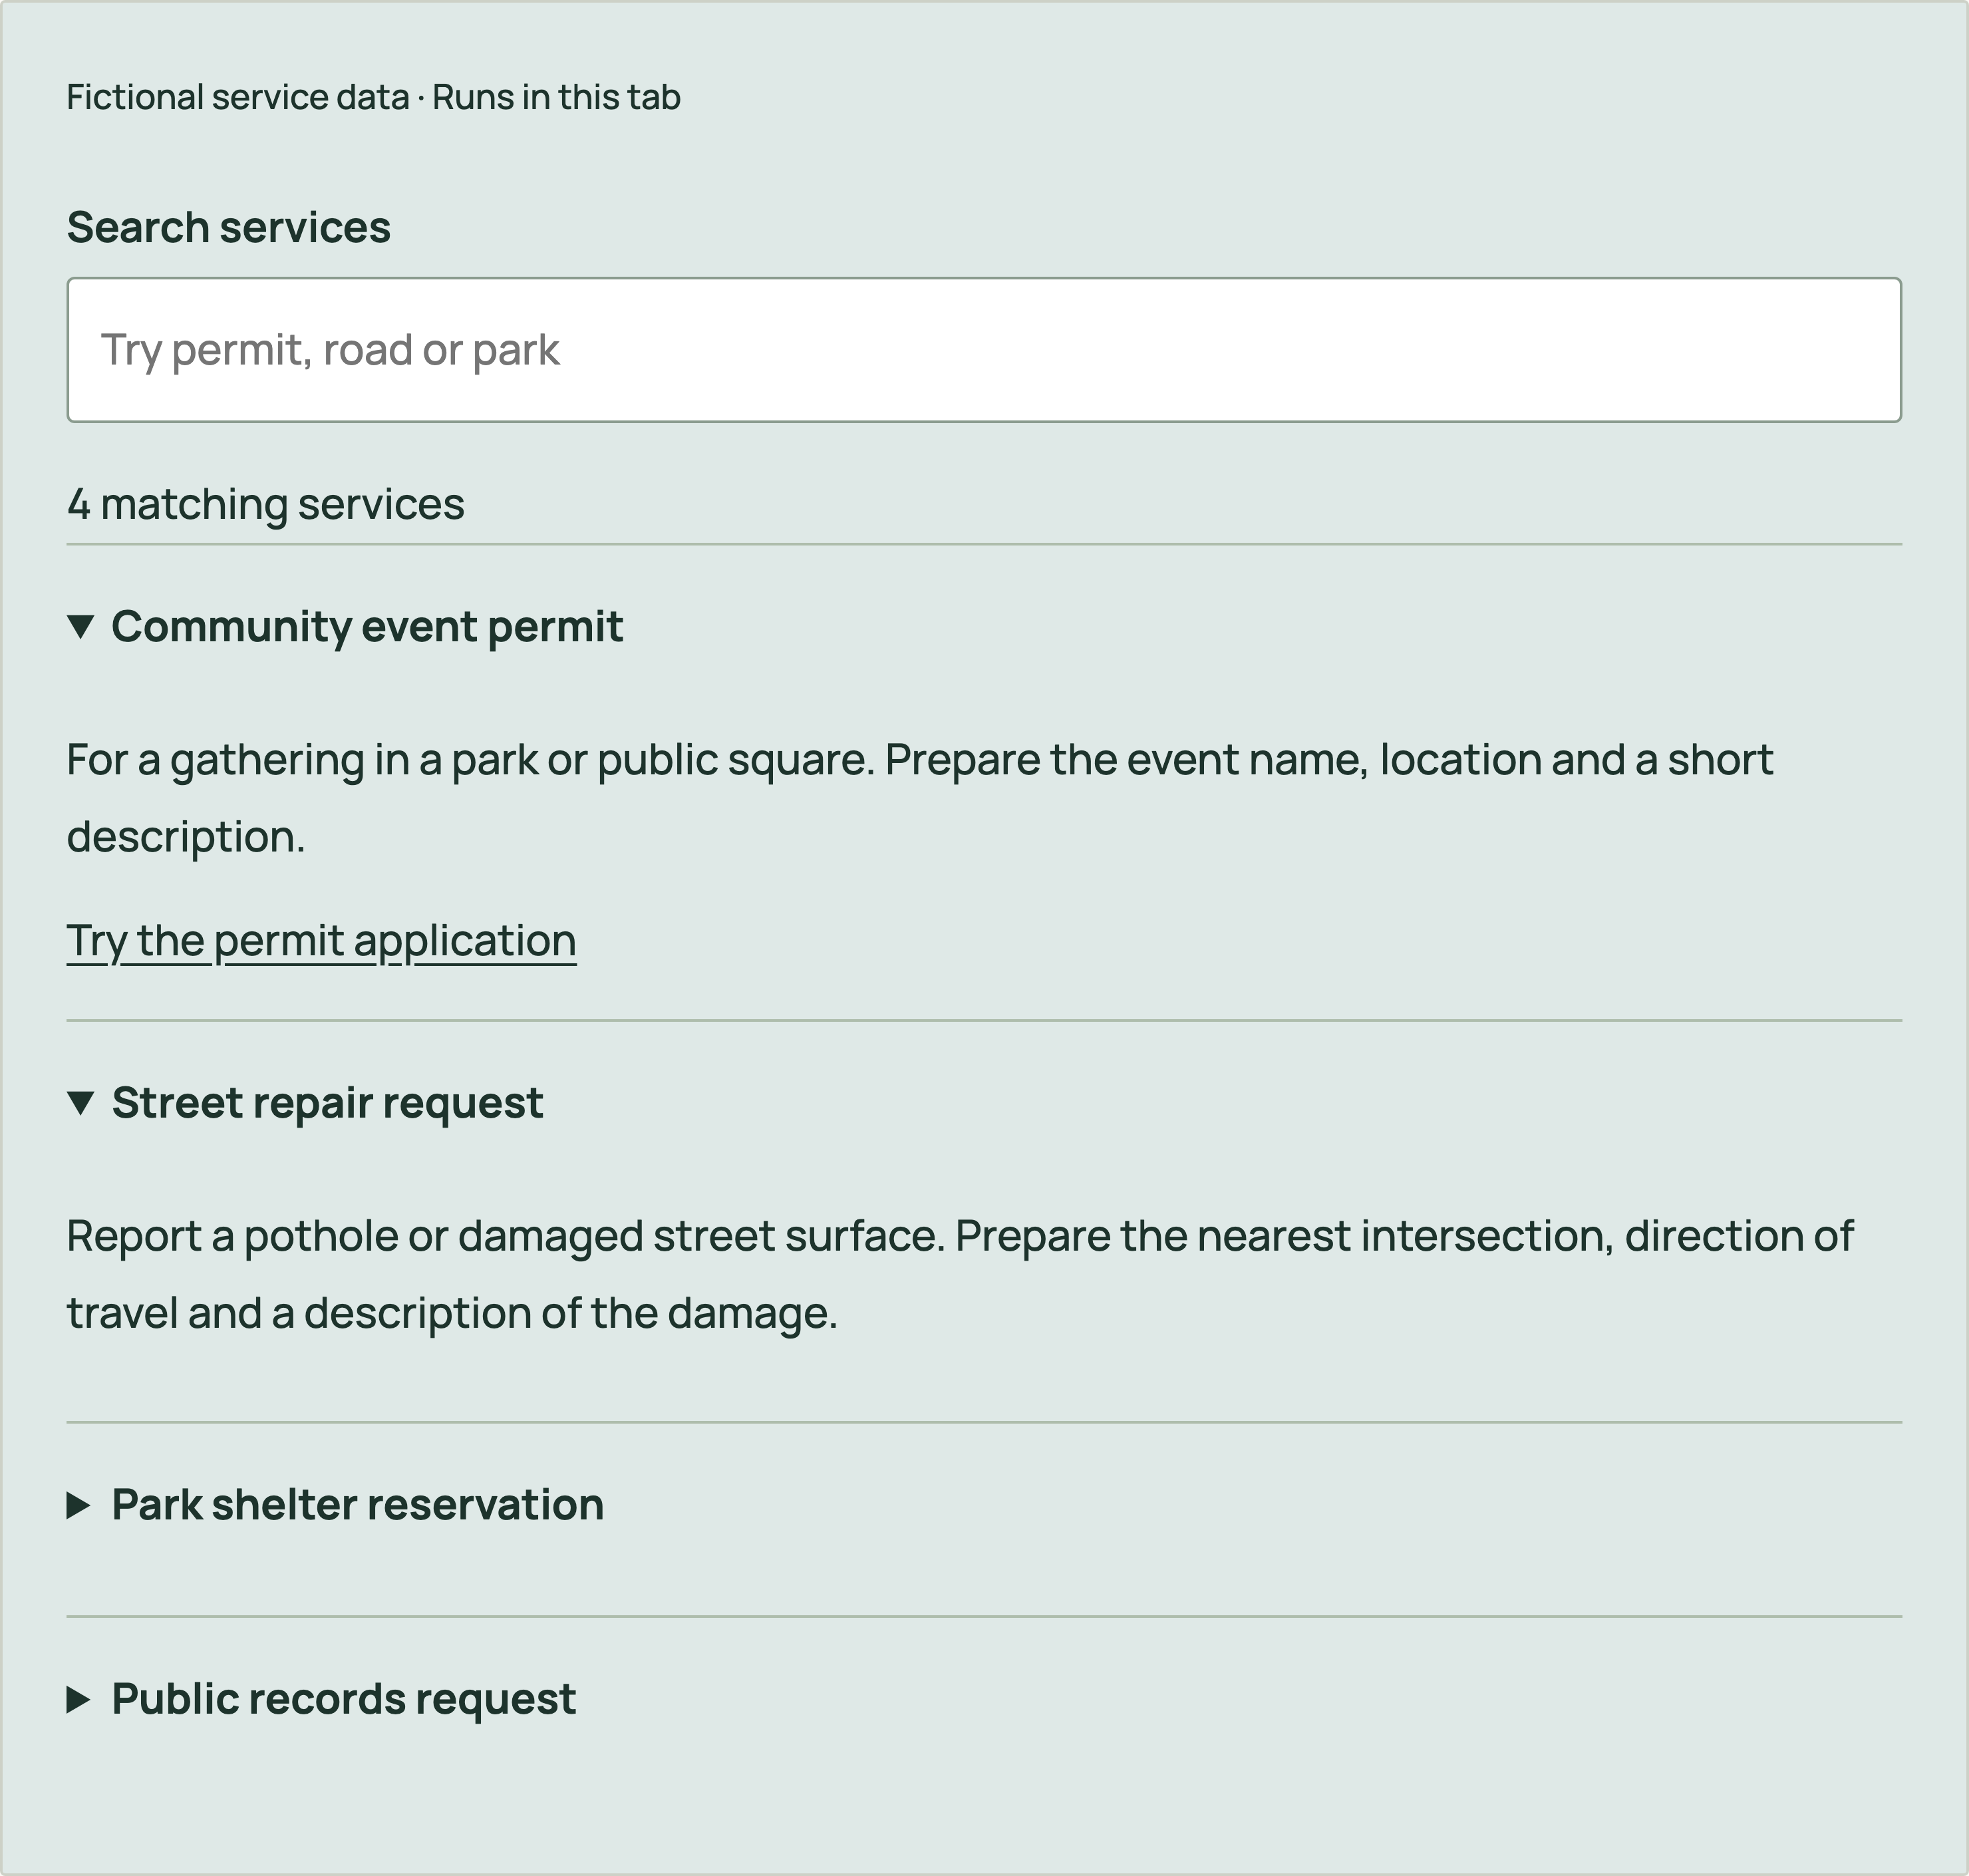 Fictional service data · Runs in this tab
Search services
Try permit, road or park
4 matching services
Community event permit
For a gathering in a park or public square. Prepare the event name, location and a short
description.
Try the permit application
Street repair request
Report a pothole or damaged street surface. Prepare the nearest intersection, direction of
travel and a description of the damage.
Park shelter reservation
Public records request